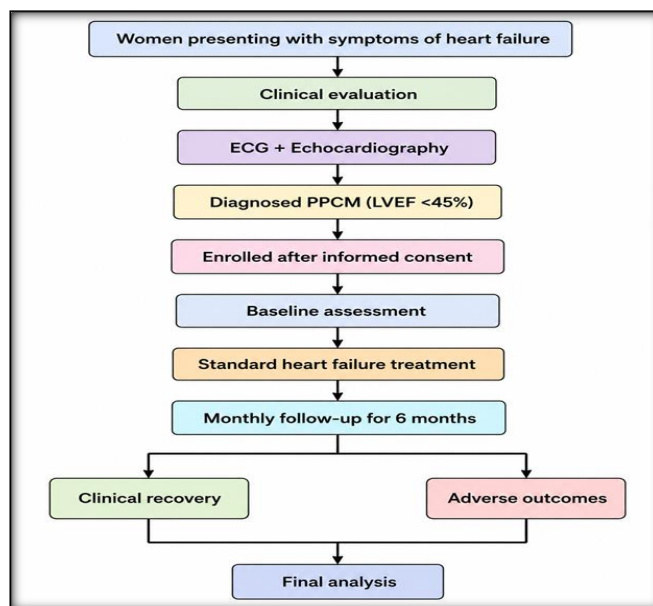 Women presenting with symptoms of heart failure
Clinical evaluation
ECG + Echocardiography
Diagnosed PPCM (LVEF <45%)
Enrolled after informed consent
Baseline assessment
Standard heart failure treatment
Monthly follow-up for 6 months
Clinical recovery
Adverse outcomes
Final analysis